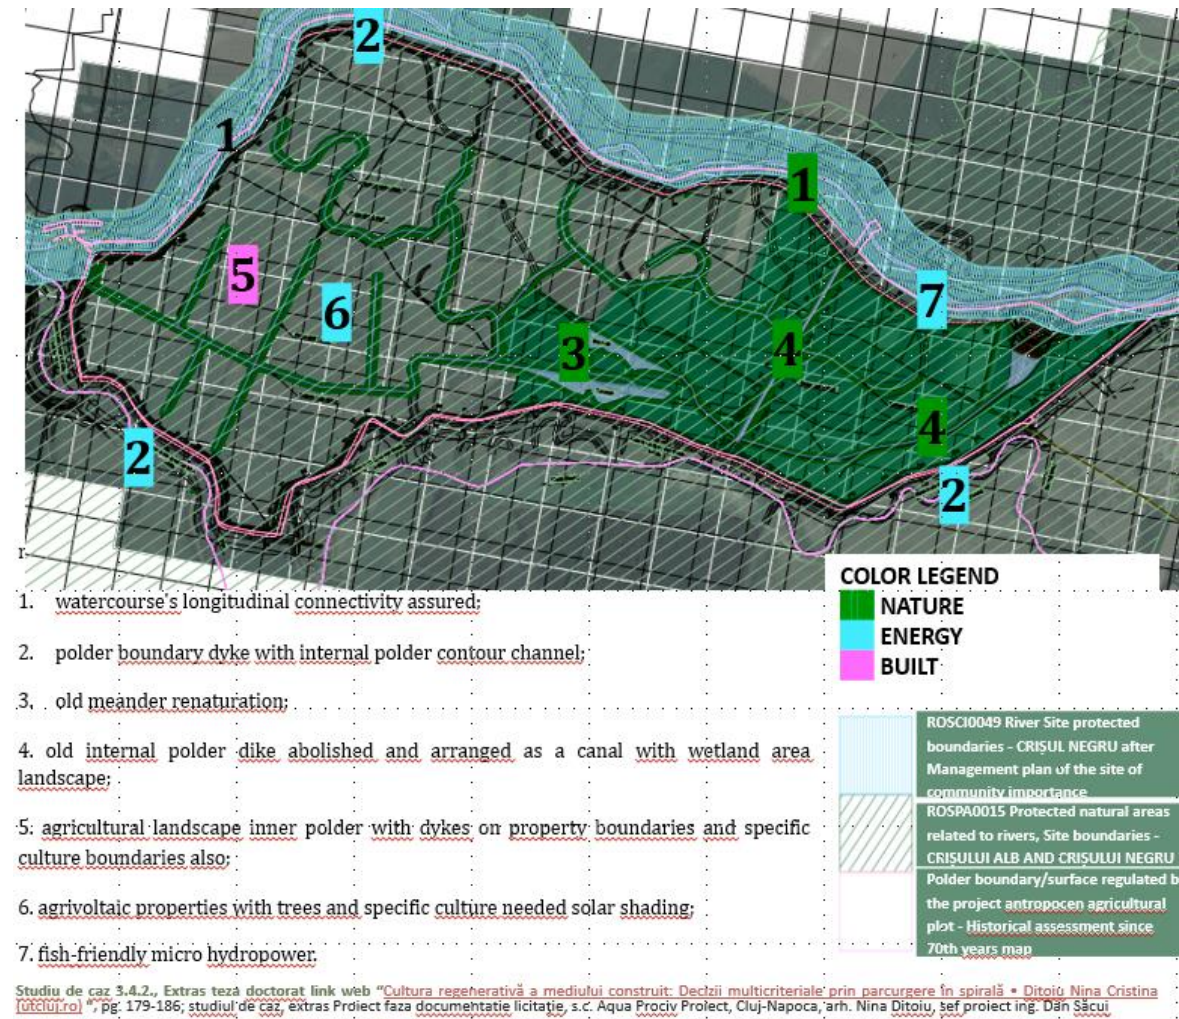 2
1
1
5
6
7
3
4
4
2
2
COLOR LEGEND
NATURE
ENERGY
BUILT
1. watercourse's longitudinal connectivity assured;
2. polder boundary dyke with internal polder contour channel;
3. old meander renaturation;
4. old internal polder dike abolished and arranged as a canal with wetland area
landscape;
5. agricultural landscape inner polder with dykes on property boundaries and specific
culture boundaries also;
6. agrivoltaic properties with trees and specific culture needed solar shading;
7. fish-friendly micro hydropower.
ROSCI0049 River Site protected
boundaries - CRIȘUL NEGRU after
Management plan of the site of
community importance
ROSPA0015 Protected natural areas
related to rivers, Site boundaries -
CRIȘULUI ALB AND CRIȘULUI NEGRU
Polder boundary/surface regulated b
the project antropocen agricultural
plot - Historical assessment since
70th years map
Studiu de caz 3.4.2., Extras teză doctorat link web "Cultura regenerativă a mediului construit: Decizii multicriteriale prin parcurgere în spirală • Ditoiu Nina Cristina
(utcluj.ro) ", pg. 179-186; studiul de caz, extras Proiect faza documentatie licitație, s.c. Aqua Prociv Proiect, Cluj-Napoca, arh. Nina Ditoiu, șef proiect ing. Dan Săcui